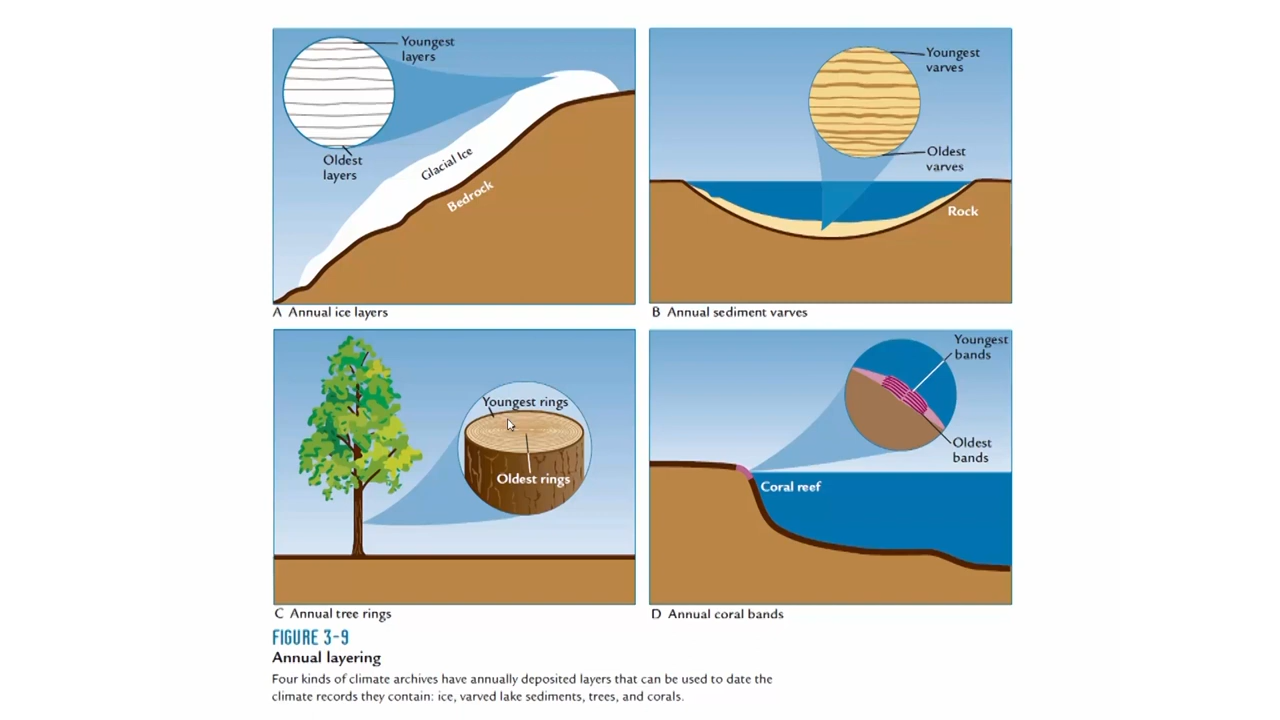 Youngest
layers
Oldest
layers
Glacial Ice
Bedrock
A Annual ice layers
Youngest
varves
Oldest
varves
Rock
B Annual sediment varves
Youngest rings
Oldest rings
C Annual tree rings
Youngest
bands
Oldest
bands
Coral reef
D Annual coral bands
FIGURE 3-9
Annual layering
Four kinds of climate archives have annually deposited layers that can be used to date the
climate records they contain: ice, varved lake sediments, trees, and corals.